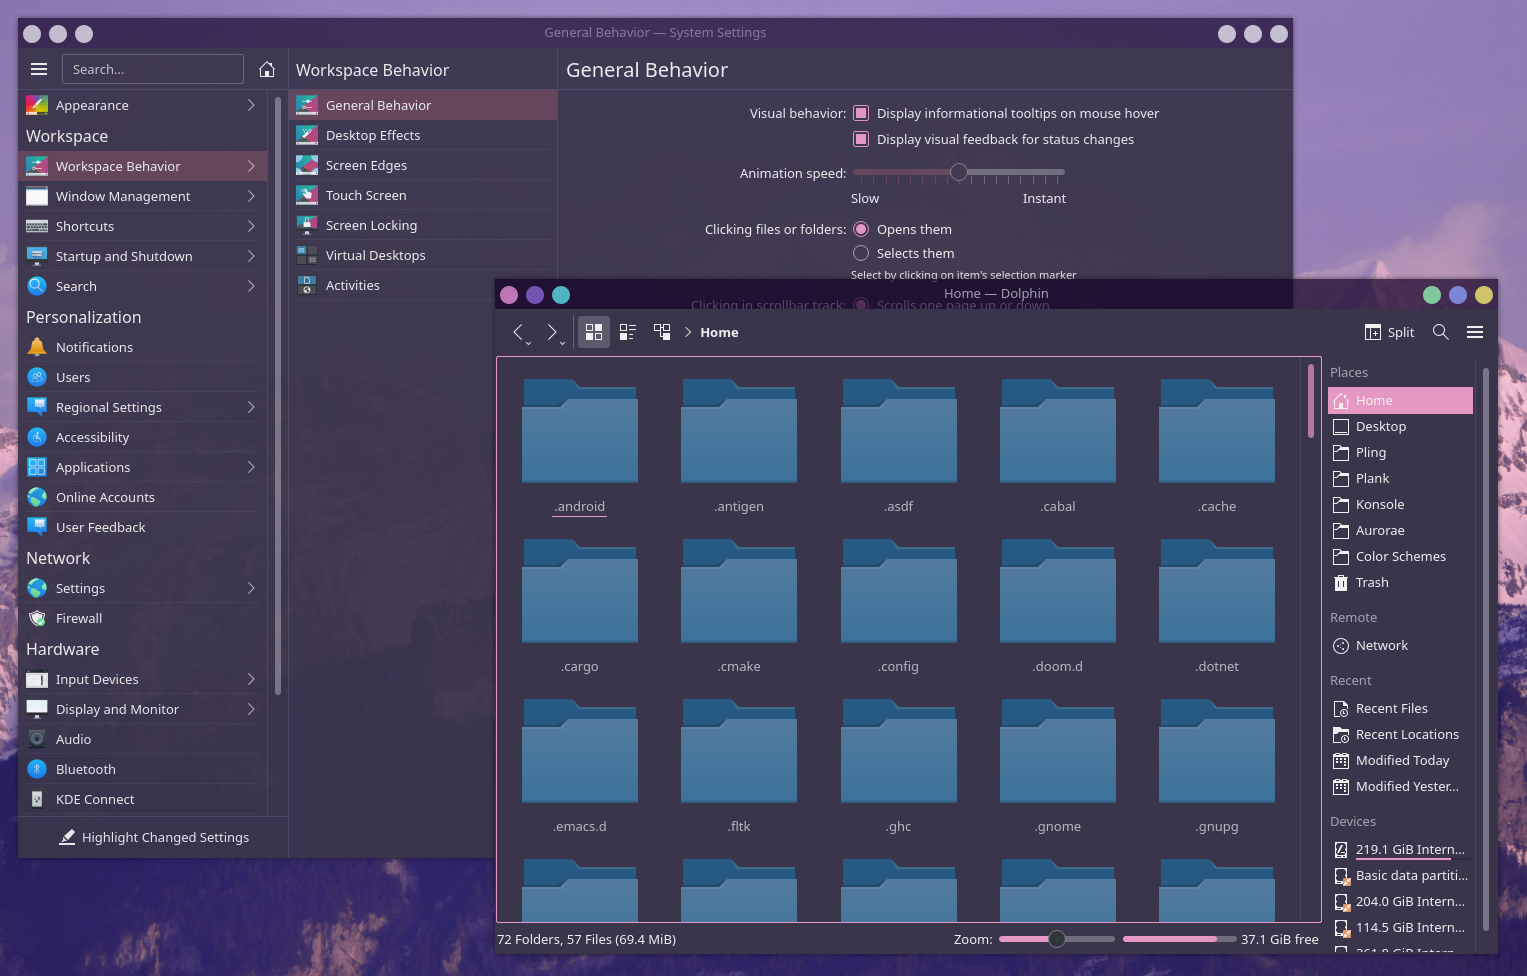 General Behavior — System Settings
Search...
Workspace Behavior
General Behavior
Appearance
Workspace
Workspace Behavior
Window Management
Shortcuts
Startup and Shutdown
Search
Personalization
Notifications
Users
Regional Settings
Accessibility
Applications
Online Accounts
User Feedback
Network
Settings
Firewall
Hardware
Input Devices
Display and Monitor
Audio
Bluetooth
KDE Connect
Highlight Changed Settings
General Behavior
Desktop Effects
Screen Edges
Touch Screen
Screen Locking
Virtual Desktops
Activities
Visual behavior: Display informational tooltips on mouse hover
Display visual feedback for status changes
Animation speed:
Slow Instant
Clicking files or folders: Opens them
Selects them
Select by clicking on item's selection marker
Clicking in scrollbar track: Scrolls one page up or down
Home — Dolphin
Home
Split
.android .antigen .asdf .cabal .cache
.cargo .cmake .config .doom.d .dotnet
.emacs.d .fltk .ghc .gnome .gnupg
Places
Home
Desktop
Pling
Plank
Konsole
Aurorae
Color Schemes
Trash
Remote
Network
Recent
Recent Files
Recent Locations
Modified Today
Modified Yester...
Devices
219.1 GiB Intern...
Basic data partiti...
204.0 GiB Intern...
114.5 GiB Intern...
72 Folders, 57 Files (69.4 MiB)
Zoom:
37.1 GiB free